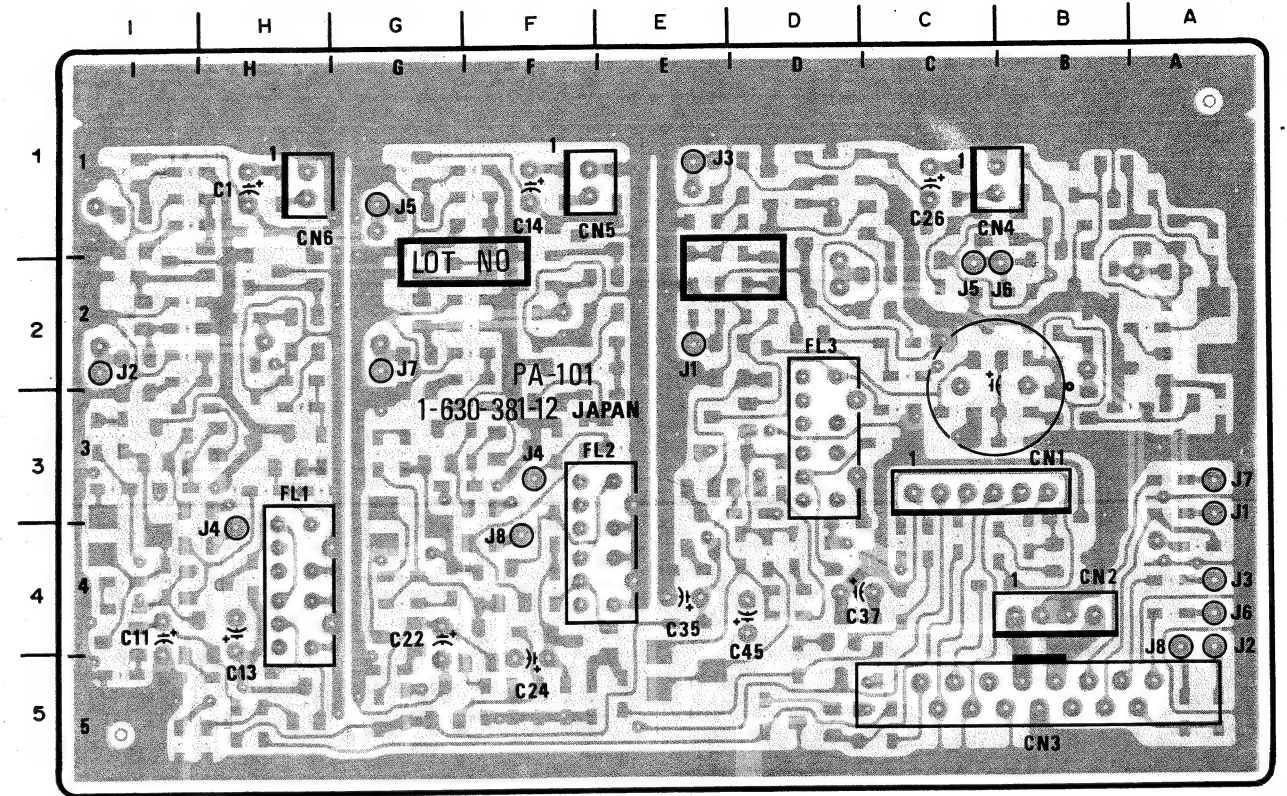 I H G F E D C B A
I H G F E D C B A
1
1
1 1 J3 1
C1 J5 C14 C26
CN6 CN5 CN4
LOT NO
J5 J6
2
2
J2 J7 J1 FL3
PA-101
1-630-381-12 JAPAN
3
3
J4 FL2 1 CN1
FL1 J7
J4 J8 J1
4
4
1 CN2 J3
C11 C13 C22 C35 C45 C37 J6
J8 J2
C24
5
5
CN3